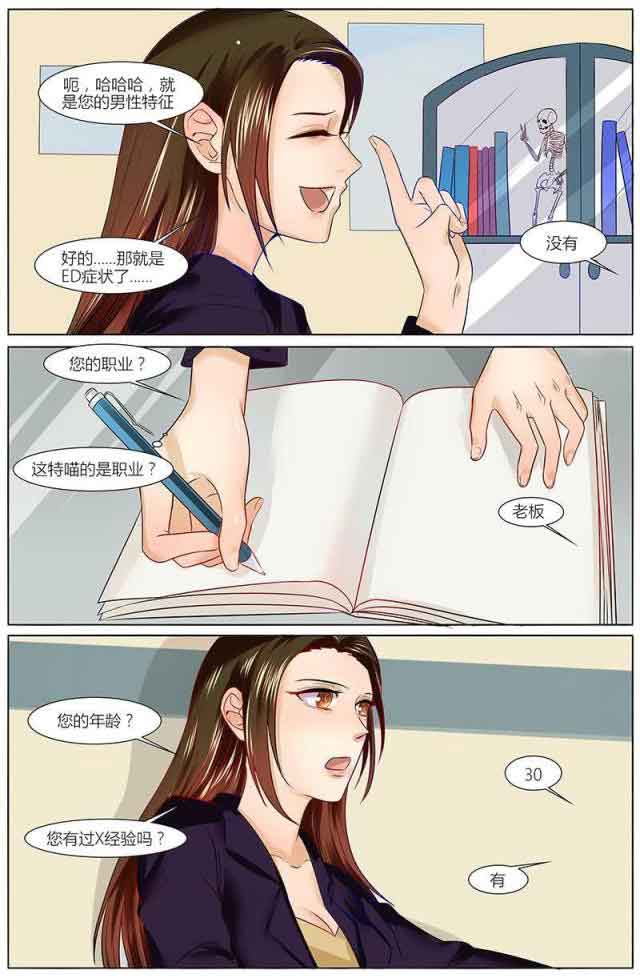 呃，哈哈哈，就
是您的男性特征
没有
好的……那就是
ED症状了……
您的职业？
老板
这特喵的是职业？
您的年龄？
30
您有过X经验吗？
有